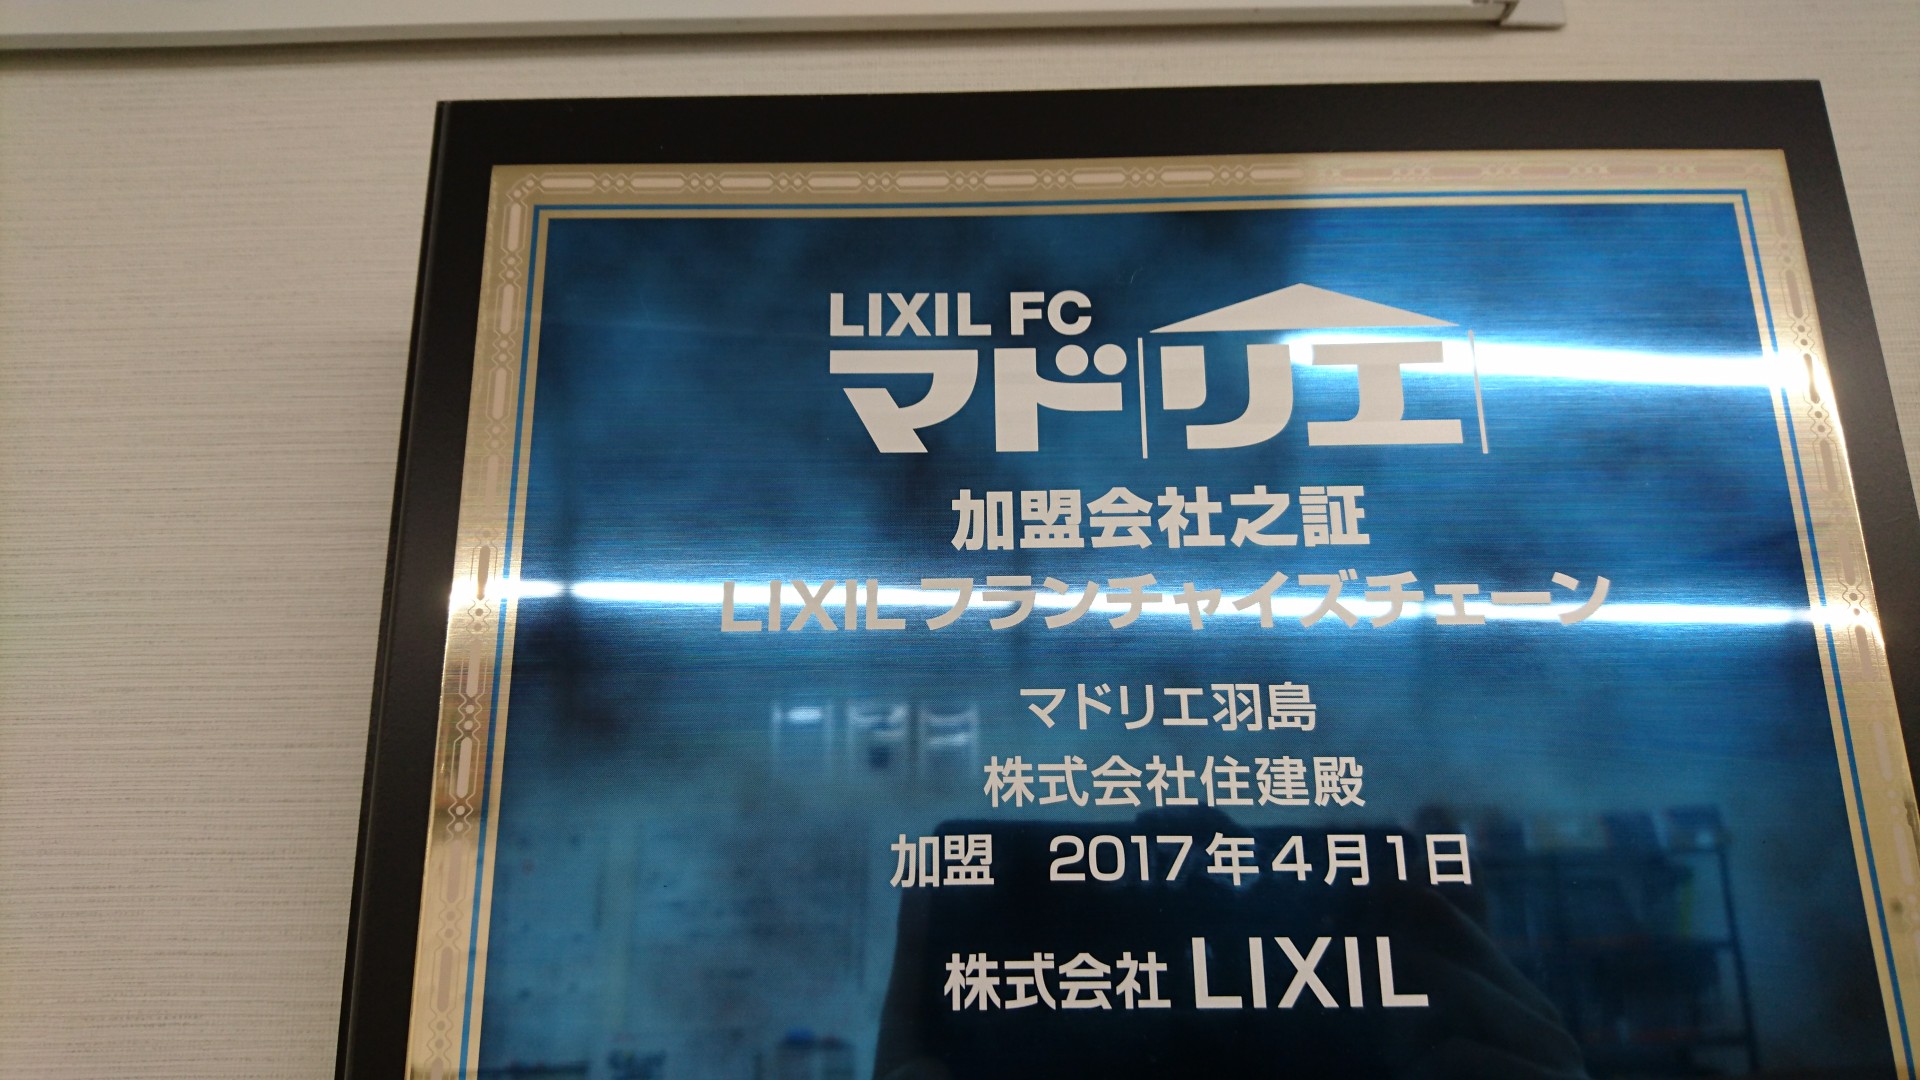 LIXIL FC
マドリエ
加盟会社之証
LIXILフランチャイズチェーン
マドリエ羽島
株式会社住建殿
加盟　2017年4月1日
株式会社 LIXIL